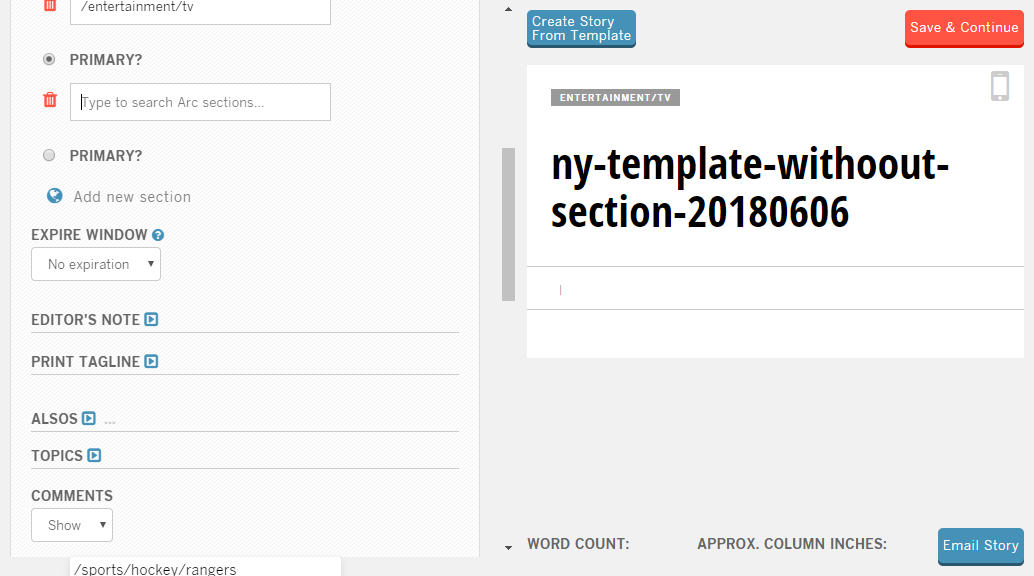 /entertainment/tv
PRIMARY?
Type to search Arc sections...
PRIMARY?
Add new section
EXPIRE WINDOW ?
No expiration
EDITOR'S NOTE
PRINT TAGLINE
ALSOS ...
TOPICS
COMMENTS
Show
/sports/hockey/rangers
Create Story
From Template
Save & Continue
ENTERTAINMENT/TV
ny-template-withoout-
section-20180606
WORD COUNT:
APPROX. COLUMN INCHES:
Email Story